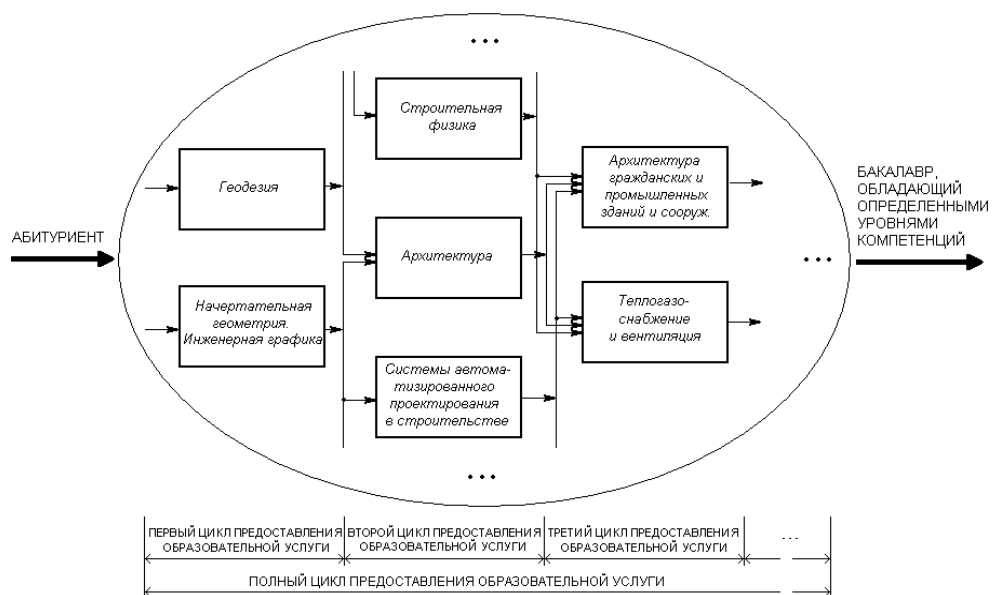 ...
Строительная
физика
Геодезия
Архитектура
гражданских и
промышленных
зданий и сооруж.
БАКАЛАВР,
ОБЛАДАЮЩИЙ
ОПРЕДЕЛЕННЫМИ
УРОВНЯМИ
КОМПЕТЕНЦИЙ
АБИТУРИЕНТ
Архитектура
...
Начертательная
геометрия.
Инженерная графика
Теплогазо-
снабжение
и вентиляция
Системы автома-
тизированного
проектирования
в строительстве
...
ПЕРВЫЙ ЦИКЛ ПРЕДОСТАВЛЕНИЯ
ОБРАЗОВАТЕЛЬНОЙ УСЛУГИ
ВТОРОЙ ЦИКЛ ПРЕДОСТАВЛЕНИЯ
ОБРАЗОВАТЕЛЬНОЙ УСЛУГИ
ТРЕТИЙ ЦИКЛ ПРЕДОСТАВЛЕНИЯ
ОБРАЗОВАТЕЛЬНОЙ УСЛУГИ
...
ПОЛНЫЙ ЦИКЛ ПРЕДОСТАВЛЕНИЯ ОБРАЗОВАТЕЛЬНОЙ УСЛУГИ